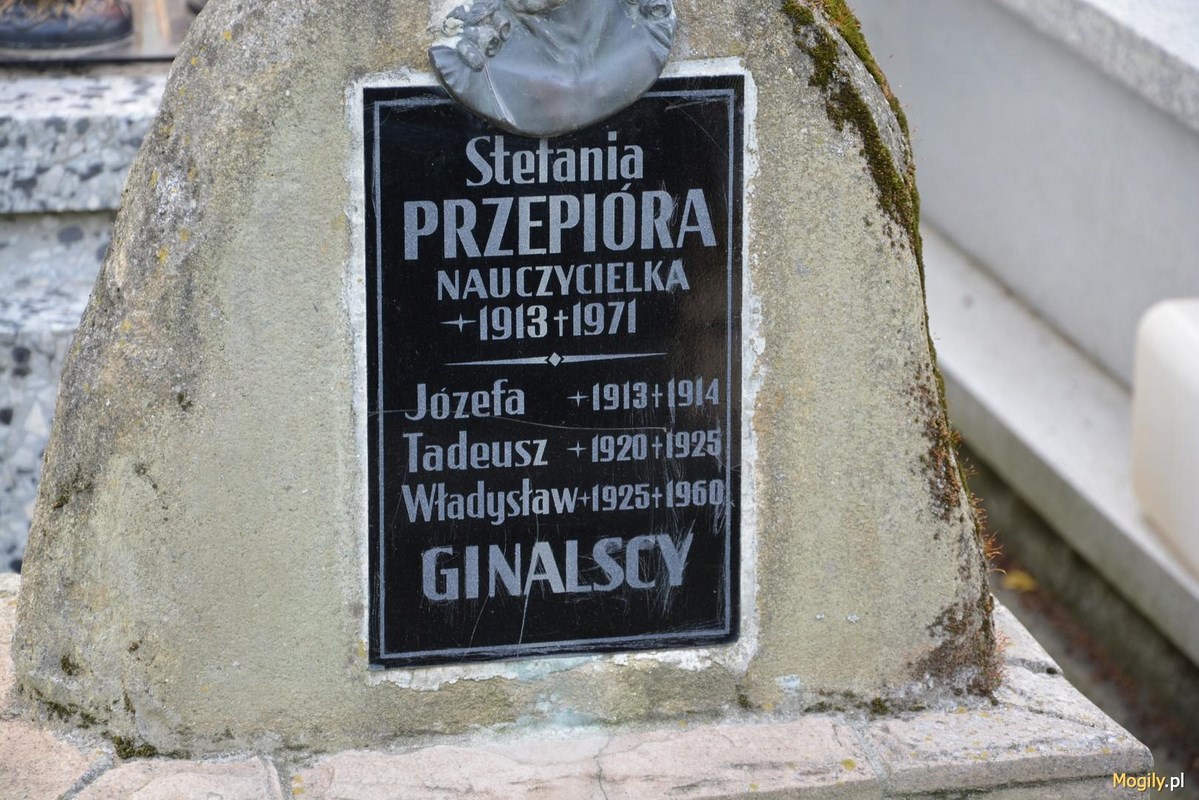 Stefania
PRZEPIÓRA
NAUCZYCIELKA
+1913 †1971
Józefa +1913 †1914
Tadeusz +1920 †1925
Władysław +1925 †1960
GINALSCY
Mogily.pl